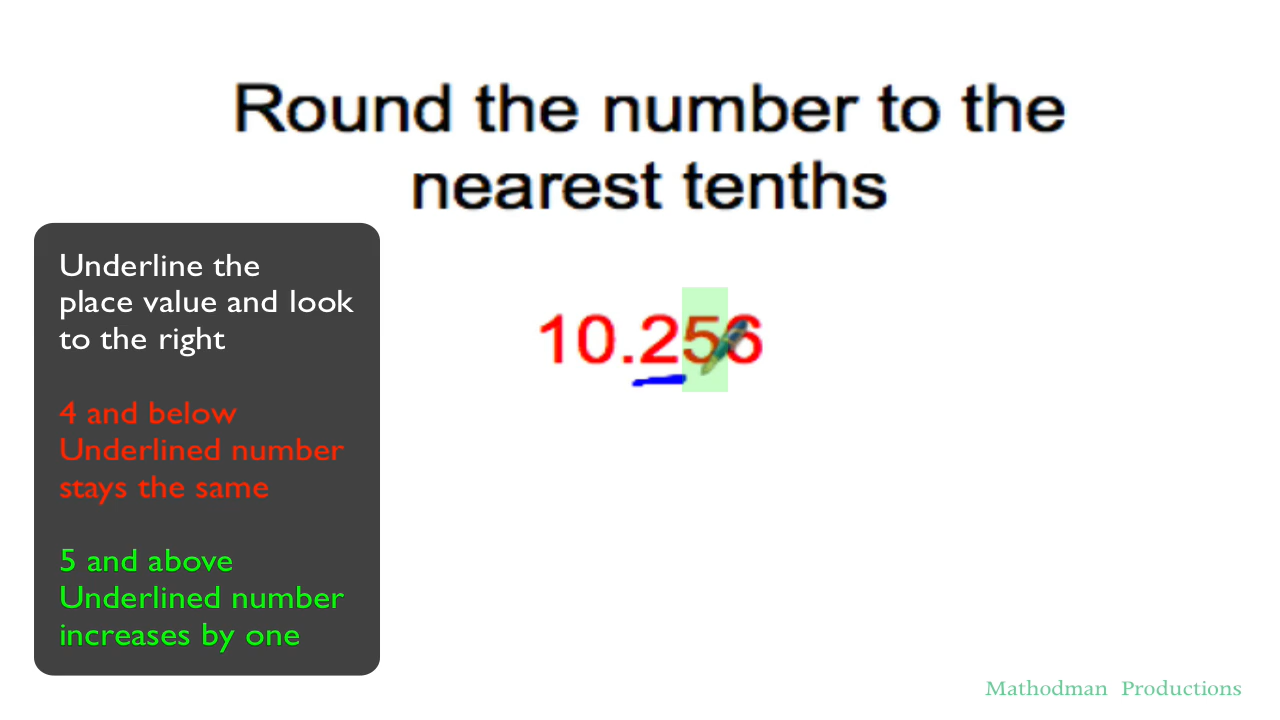 Round the number to the
nearest tenths
Underline the
place value and look
to the right
4 and below
Underlined number
stays the same
5 and above
Underlined number
increases by one
10.256
Mathodman Productions